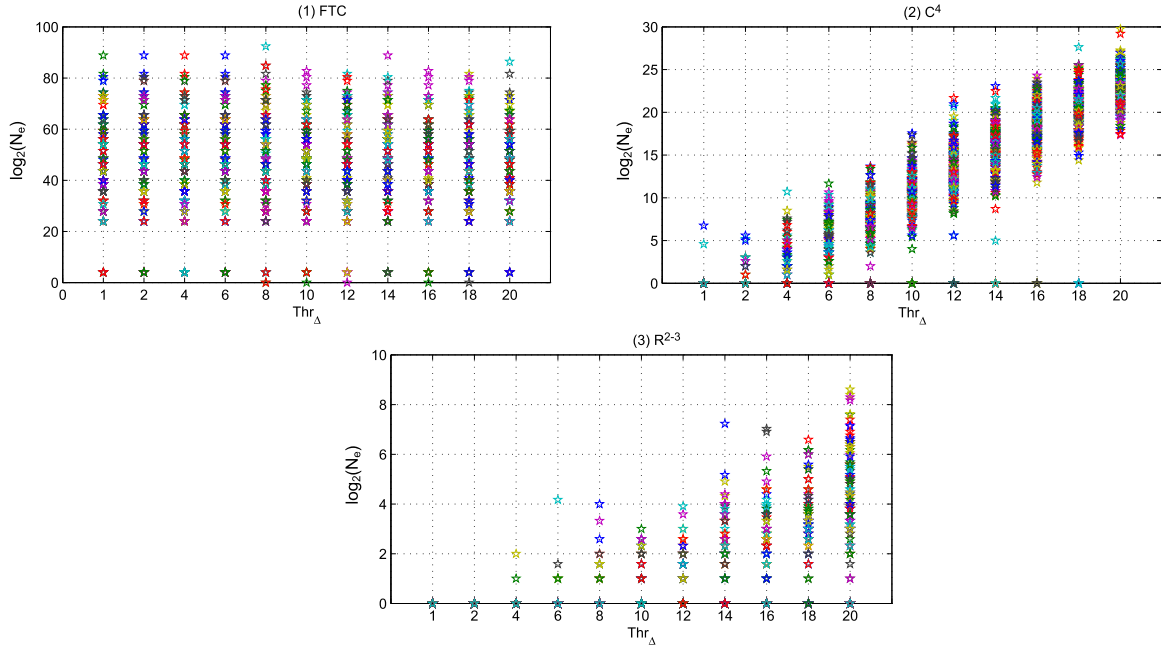 (1) FTC
100
80
60
40
20
0
log₂(Nₑ)
0 1 2 4 6 8 10 12 14 16 18 20
Thr_Δ
(2) C⁴
30
25
20
15
10
5
0
log₂(Nₑ)
1 2 4 6 8 10 12 14 16 18 20
Thr_Δ
(3) R²⁻³
10
8
6
4
2
0
log₂(Nₑ)
1 2 4 6 8 10 12 14 16 18 20
Thr_Δ